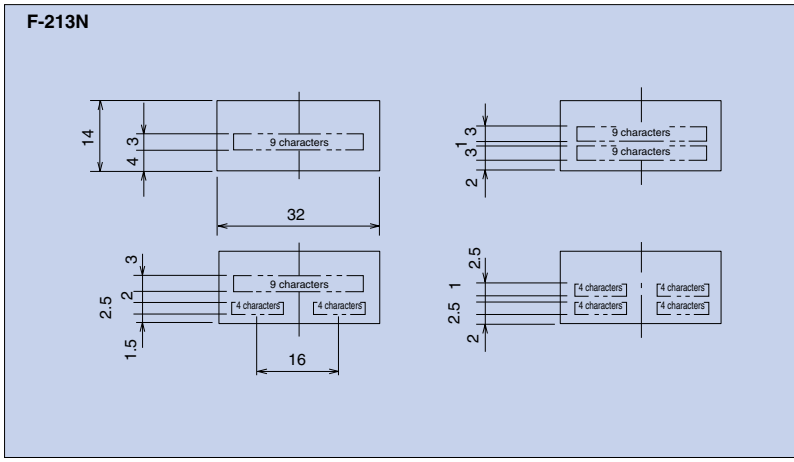 F-213N
14
3
4
9 characters
32
3
1
3
2
9 characters
9 characters
3
2
2.5
1.5
9 characters
4 characters
4 characters
16
2.5
1
2.5
2
4 characters
4 characters
4 characters
4 characters